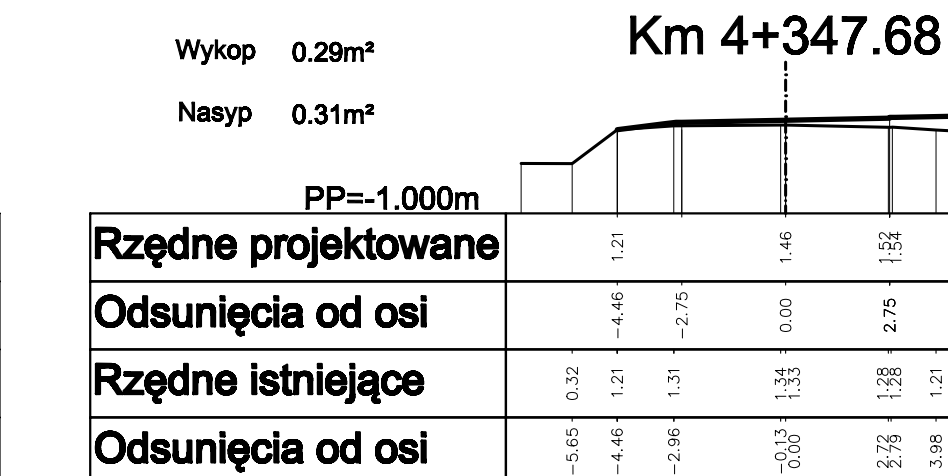 Km 4+347.68
Wykop 0.29m²
Nasyp 0.31m²
PP=-1.000m
Rzędne projektowane 1.21 1.46 1.52 1.54
Odsunięcia od osi -4.46 -2.75 0.00 2.75
Rzędne istniejące 0.32 1.21 1.31 1.34 1.33 1.28 1.28 1.21
Odsunięcia od osi -5.65 -4.46 -2.96 -0.13 0.00 2.72 2.79 3.98